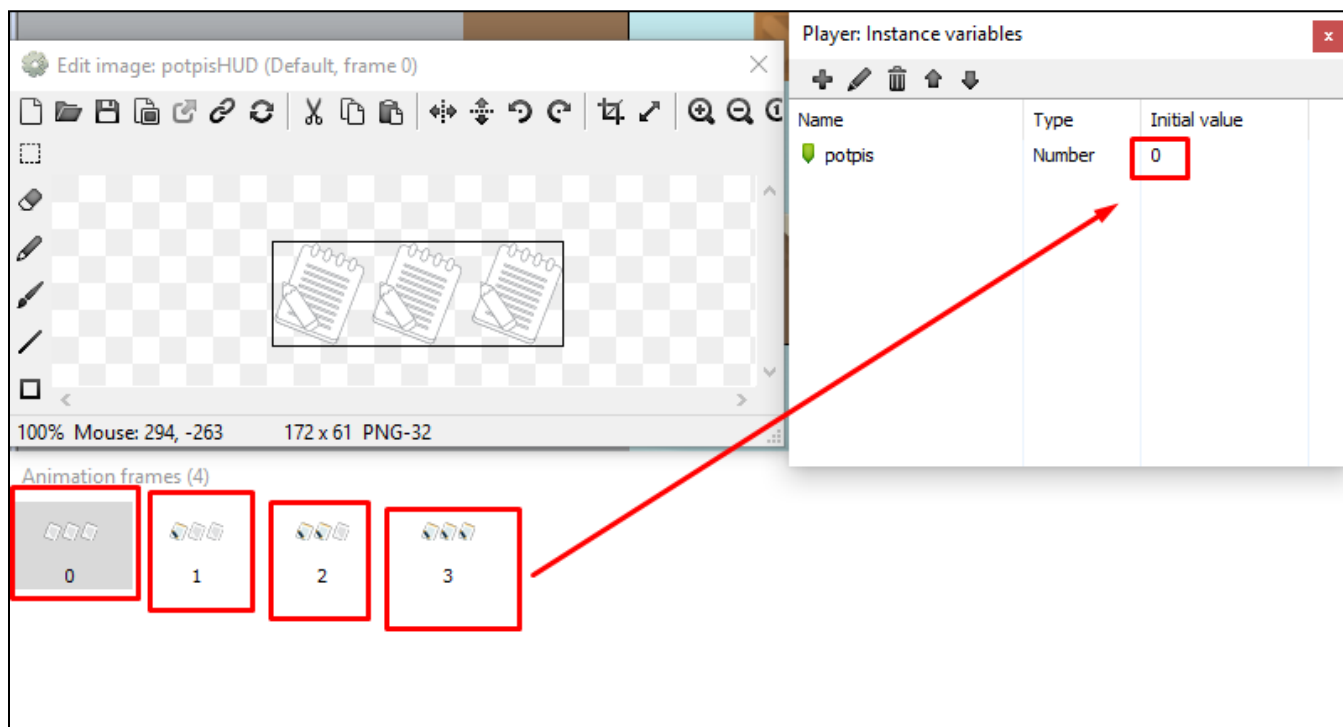 Edit image: potpisHUD (Default, frame 0)
100% Mouse: 294, -263 172 x 61 PNG-32
Animation frames (4)
0 1 2 3
Player: Instance variables
x
Name Type Initial value
potpis Number 0